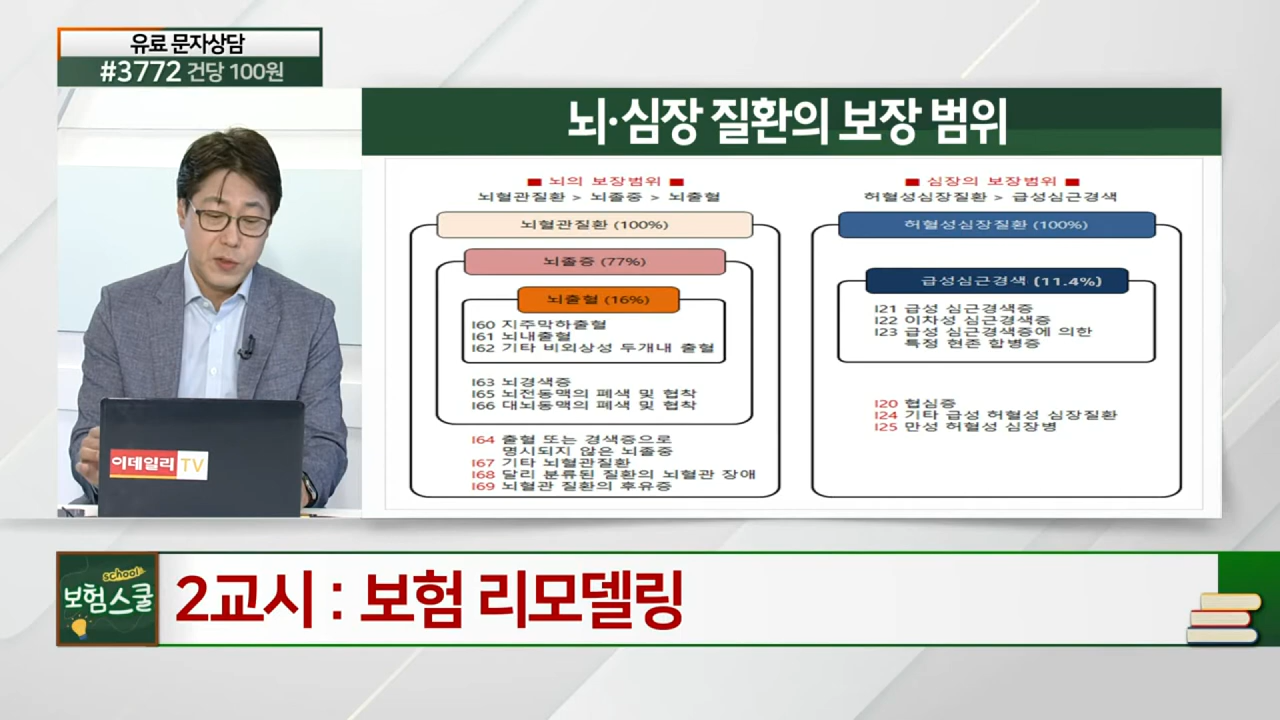 유료 문자상담
#3772 건당 100원
뇌·심장 질환의 보장 범위
■ 뇌의 보장범위 ■
뇌혈관질환 > 뇌졸중 > 뇌출혈
뇌혈관질환 (100%)
뇌졸증 (77%)
뇌출혈 (16%)
I60 지주막하출혈
I61 뇌내출혈
I62 기타 비외상성 두개내 출혈
I63 뇌경색증
I65 뇌전동맥의 폐색 및 협착
I66 대뇌동맥의 폐색 및 협착
I64 출혈 또는 경색증으로
명시되지 않은 뇌졸중
I67 기타 뇌혈관질환
I68 달리 분류된 질환의 뇌혈관 장애
I69 뇌혈관 질환의 후유증
■ 심장의 보장범위 ■
허혈성심장질환 > 급성심근경색
허혈성심장질환 (100%)
급성심근경색 (11.4%)
I21 급성 심근경색증
I22 이차성 심근경색증
I23 급성 심근경색증에 의한
특정 현존 합병증
I20 협심증
I24 기타 급성 허혈성 심장질환
I25 만성 허혈성 심장병
이데일리 TV
school
보험스쿨
2교시 : 보험 리모델링